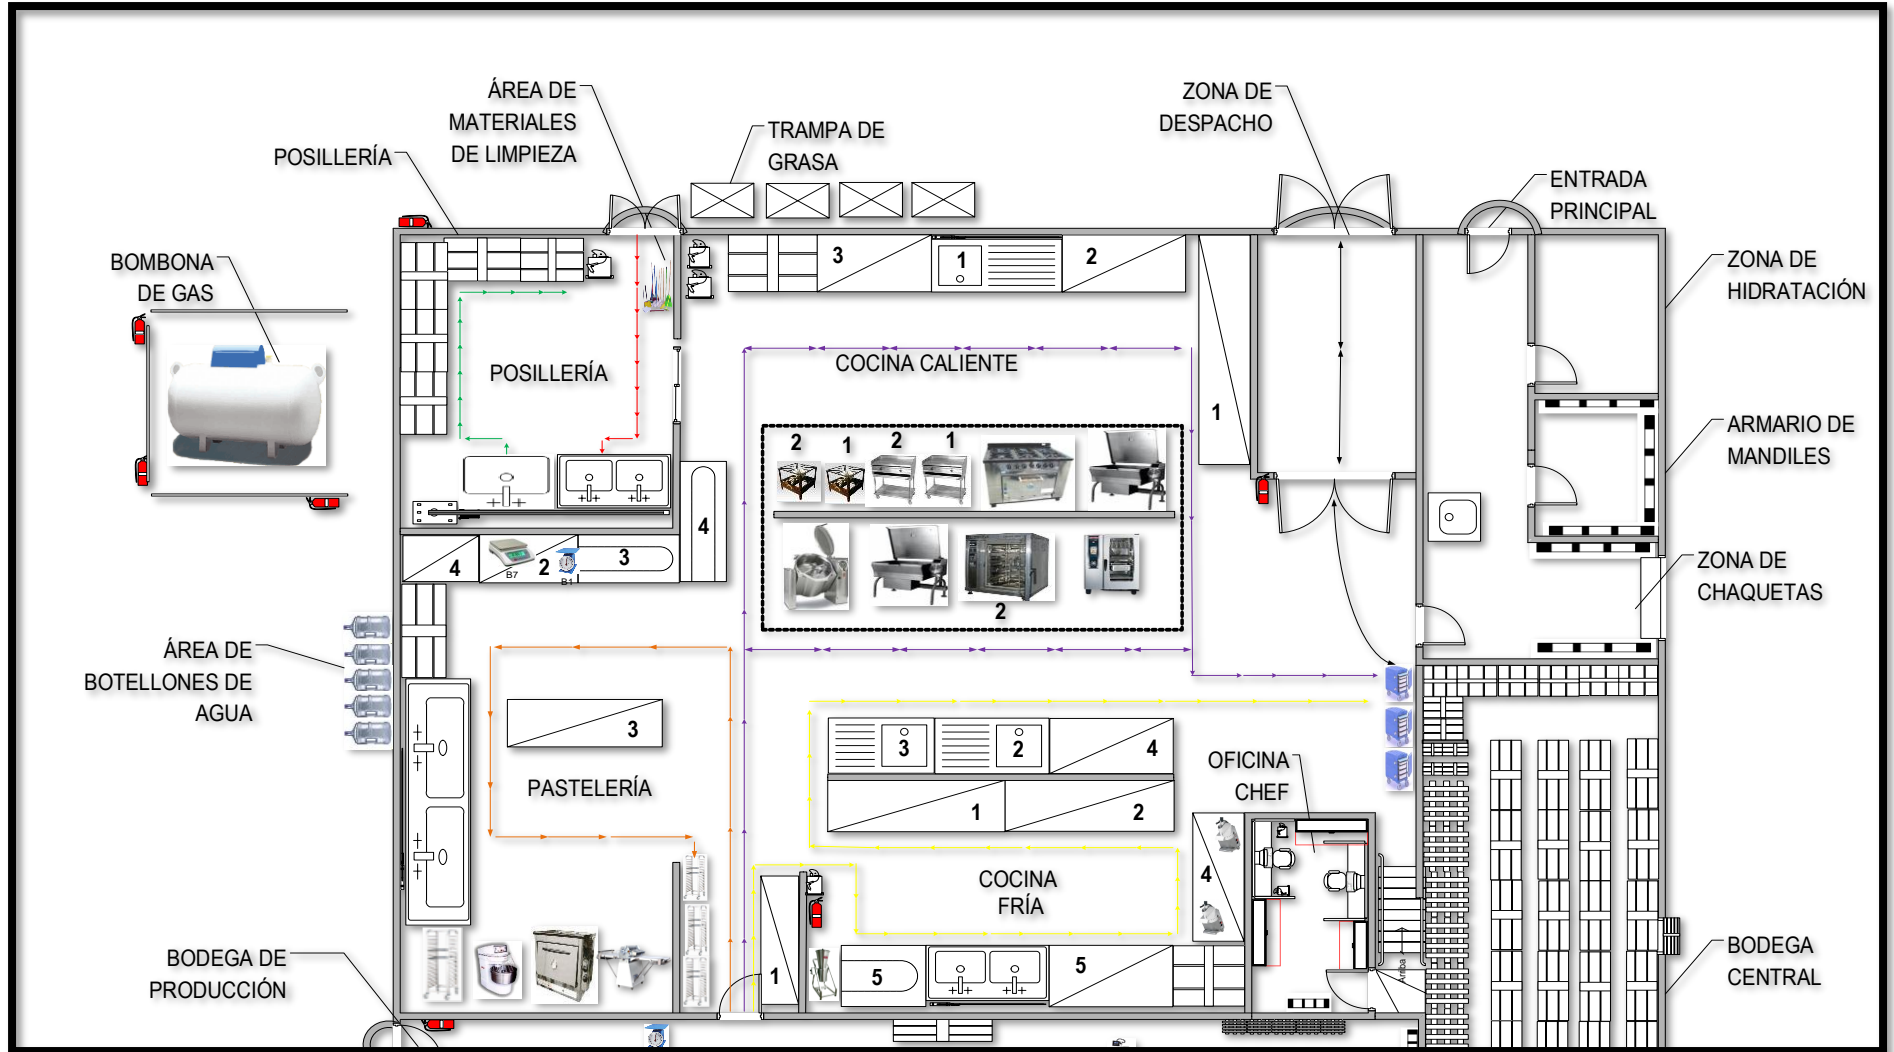 ÁREA DE
MATERIALES
DE LIMPIEZA
ZONA DE
DESPACHO
TRAMPA DE
GRASA
POSILLERÍA
ENTRADA
PRINCIPAL
BOMBONA
DE GAS
ZONA DE
HIDRATACIÓN
3
1
2
POSILLERÍA
COCINA CALIENTE
1
ARMARIO DE
MANDILES
2
1
2
1
4
4
B7
2
B1
3
2
ZONA DE
CHAQUETAS
ÁREA DE
BOTELLONES DE
AGUA
3
PASTELERÍA
3
2
4
1
2
OFICINA
CHEF
4
COCINA
FRÍA
BODEGA DE
PRODUCCIÓN
1
5
5
Arriba
BODEGA
CENTRAL